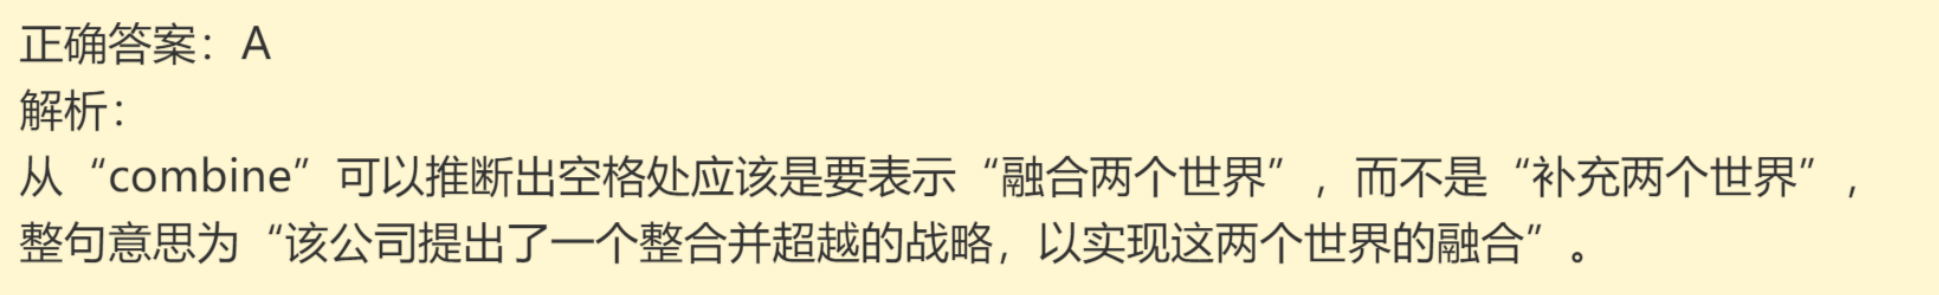 正确答案：A
解析：
从“combine”可以推断出空格处应该是要表示“融合两个世界”，而不是“补充两个世界”，
整句意思为“该公司提出了一个整合并超越的战略，以实现这两个世界的融合”。